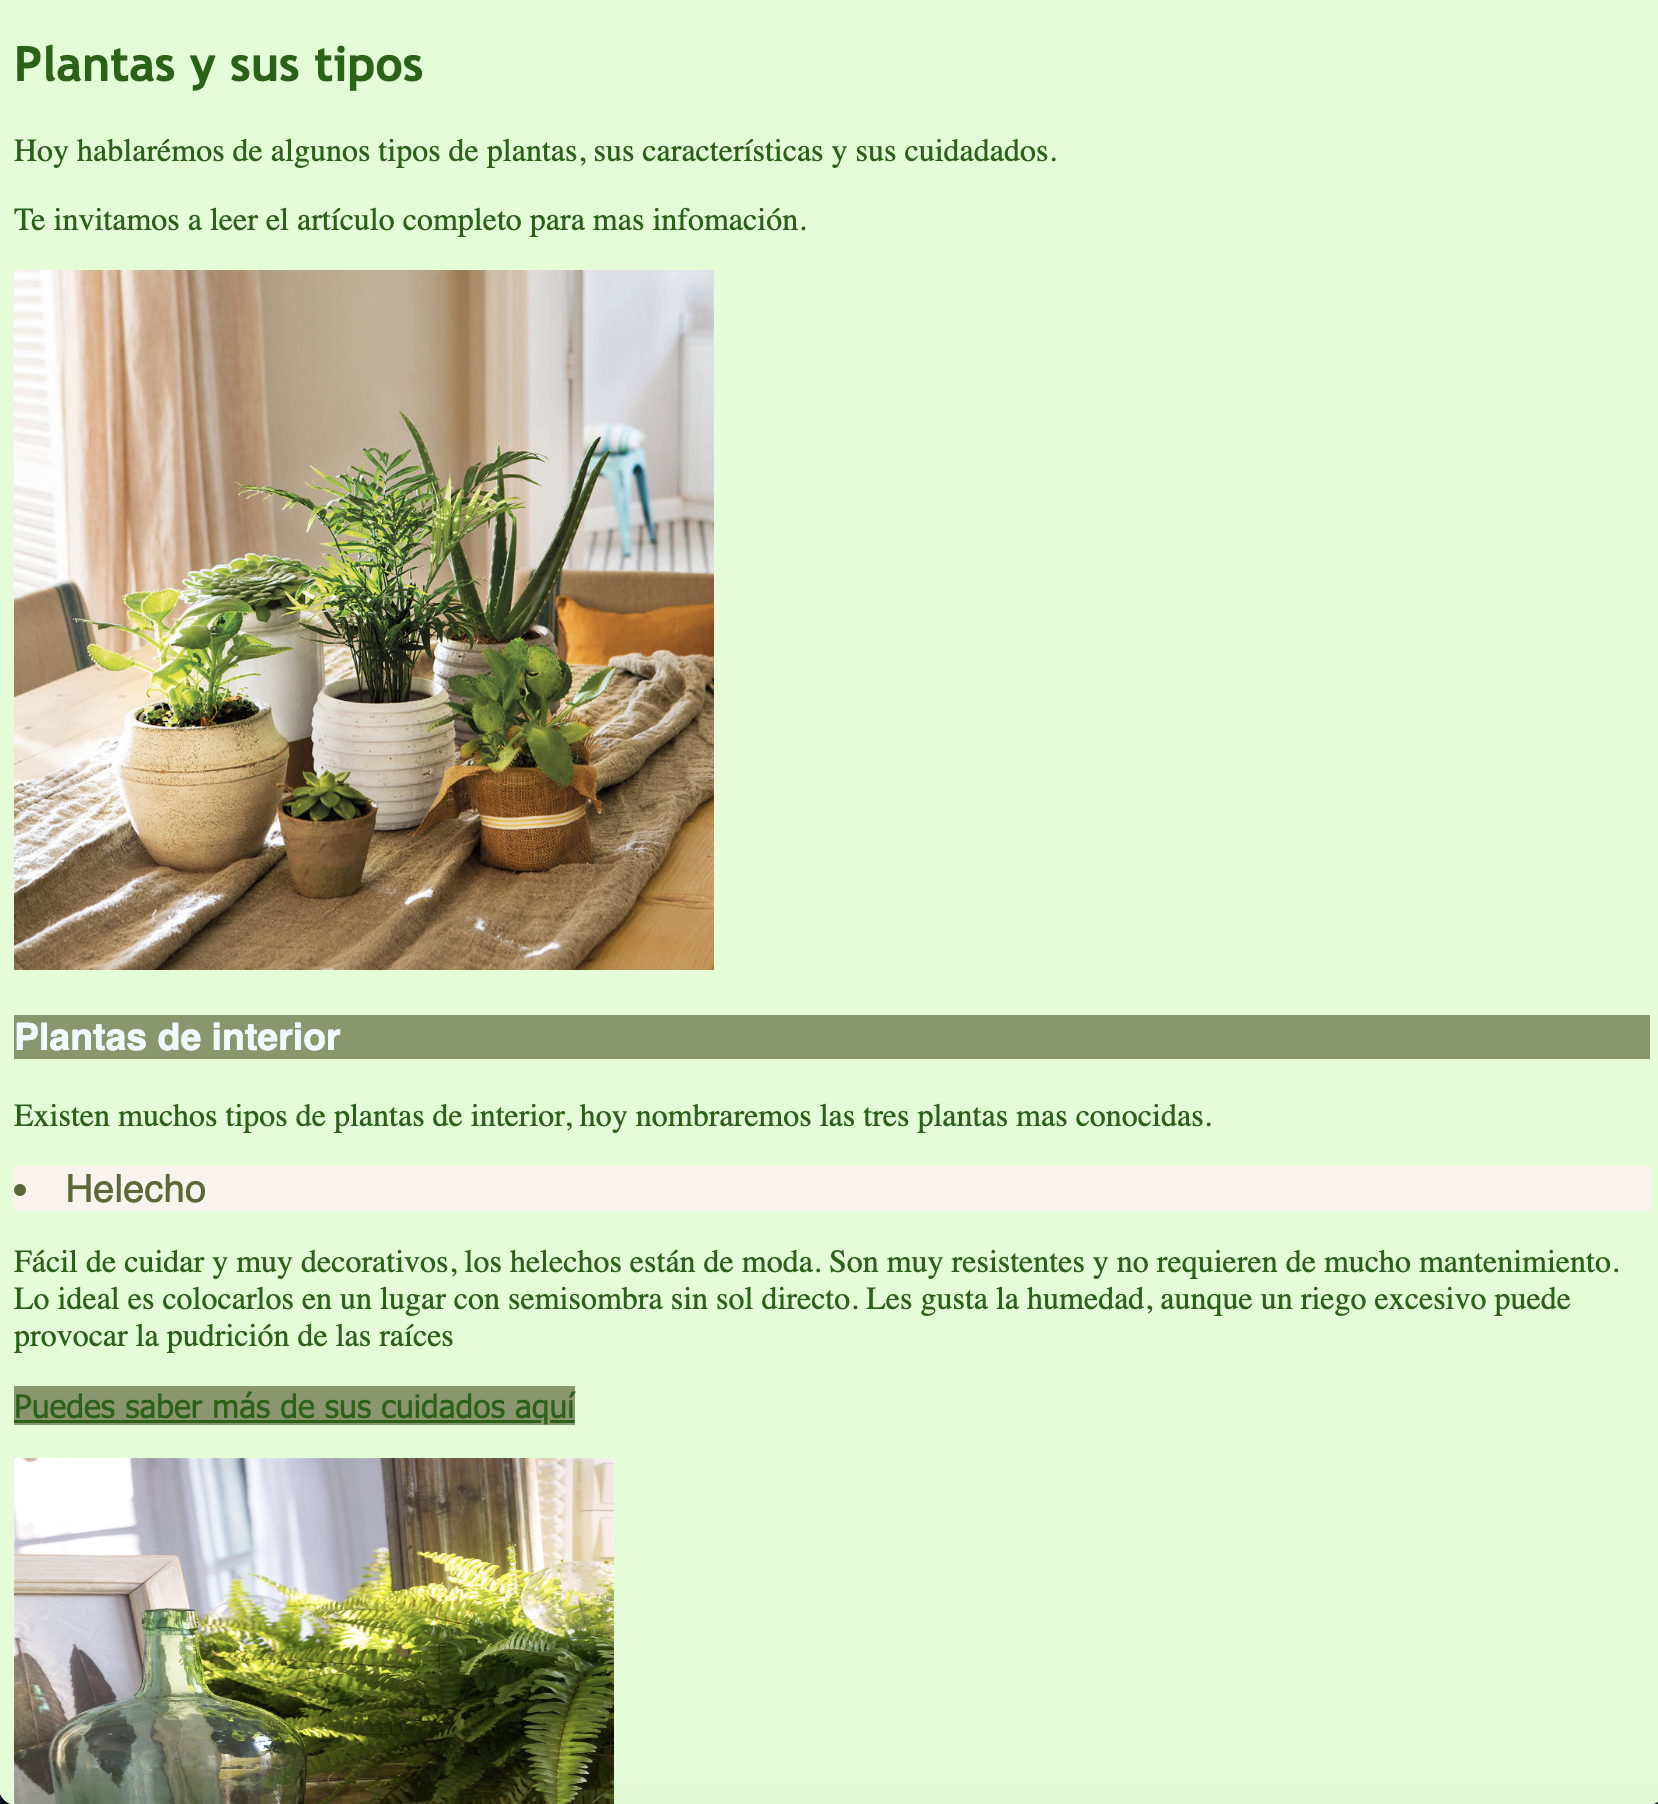 Plantas y sus tipos
Hoy hablarémos de algunos tipos de plantas, sus características y sus cuidadados.
Te invitamos a leer el artículo completo para mas infomación.
Plantas de interior
Existen muchos tipos de plantas de interior, hoy nombraremos las tres plantas mas conocidas.
• Helecho
Fácil de cuidar y muy decorativos, los helechos están de moda. Son muy resistentes y no requieren de mucho mantenimiento.
Lo ideal es colocarlos en un lugar con semisombra sin sol directo. Les gusta la humedad, aunque un riego excesivo puede
provocar la pudrición de las raíces
Puedes saber más de sus cuidados aquí